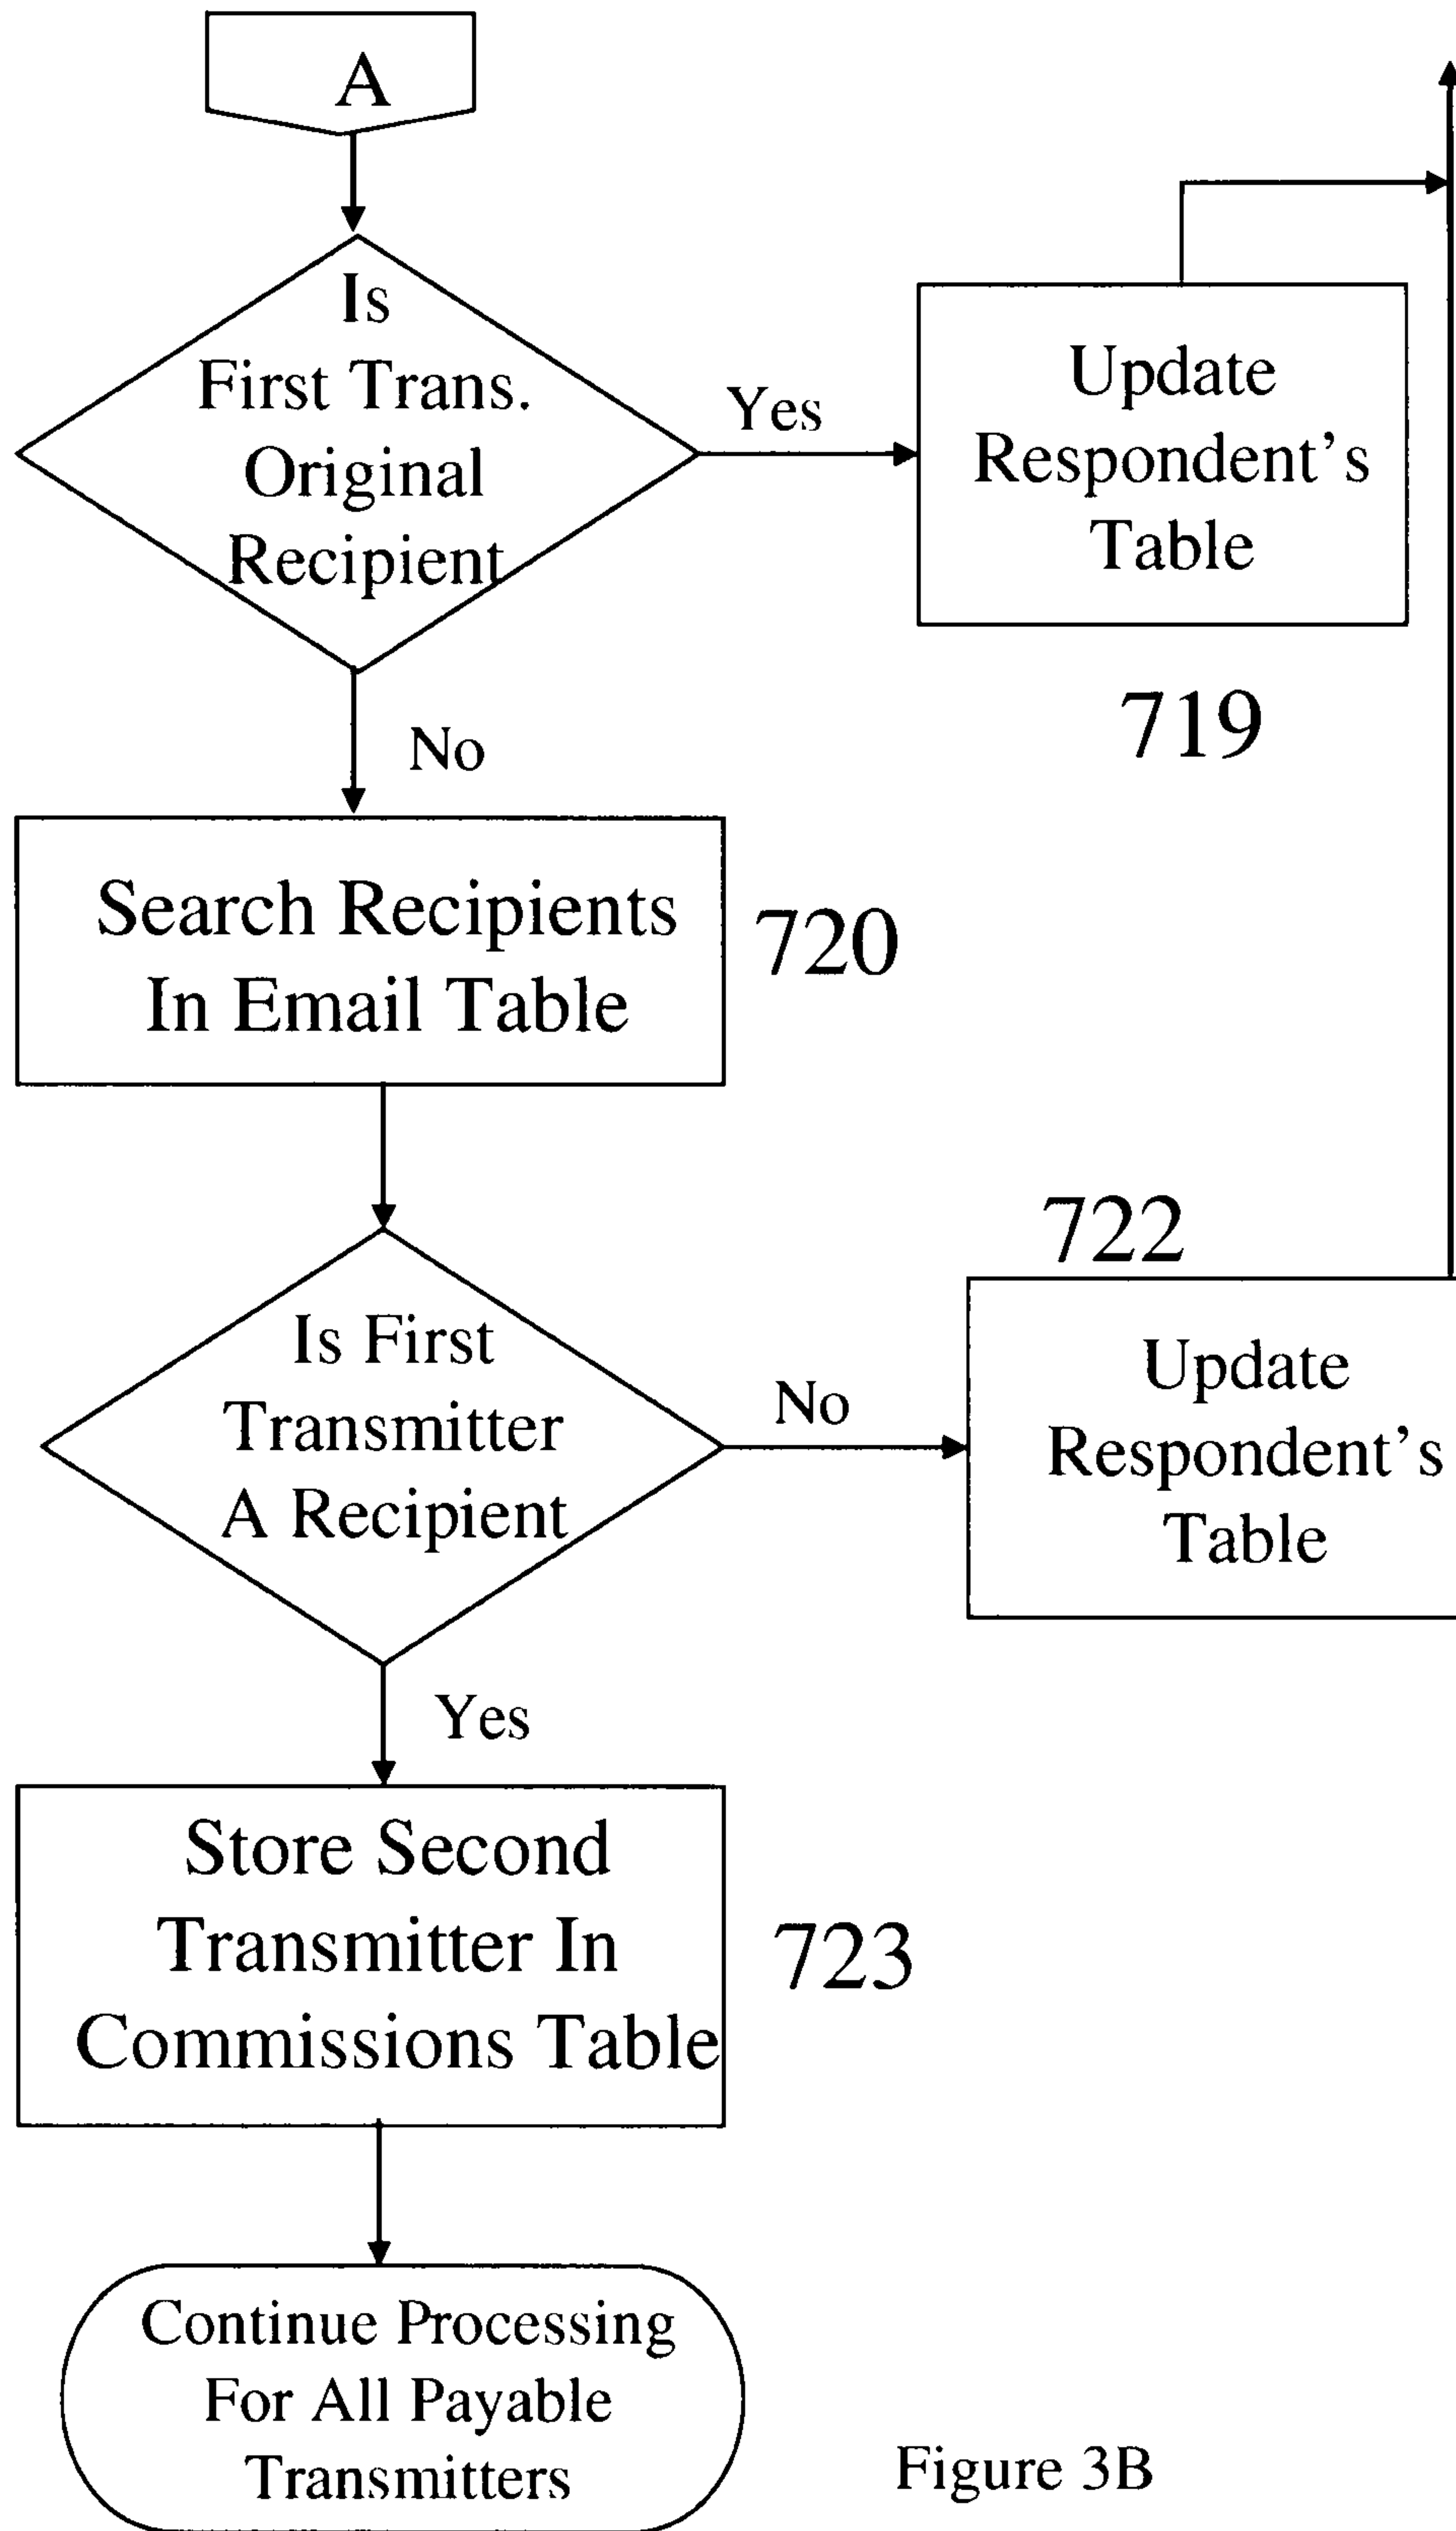 A
Is
First Trans.
Original
Recipient
Yes
Update
Respondent’s
Table
719
No
Search Recipients
In Email Table
720
Is First
Transmitter
A Recipient
No
722
Update
Respondent’s
Table
Yes
Store Second
Transmitter In
Commissions Table
723
Continue Processing
For All Payable
Transmitters
Figure 3B